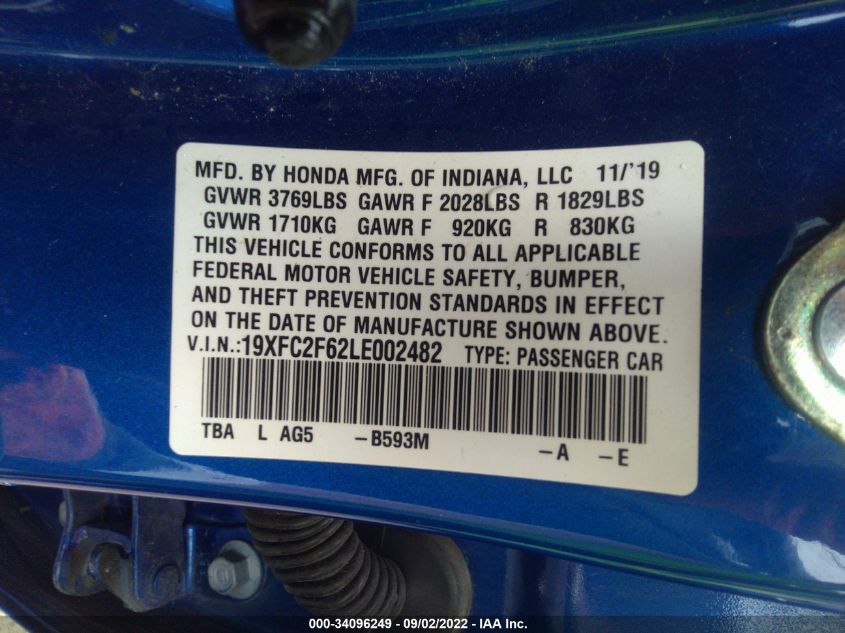 MFD. BY HONDA MFG. OF INDIANA, LLC 11/'19
GVWR 3769LBS GAWR F 2028LBS R 1829LBS
GVWR 1710KG GAWR F 920KG R 830KG
THIS VEHICLE CONFORMS TO ALL APPLICABLE
FEDERAL MOTOR VEHICLE SAFETY, BUMPER,
AND THEFT PREVENTION STANDARDS IN EFFECT
ON THE DATE OF MANUFACTURE SHOWN ABOVE.
V.I.N.:19XFC2F62LE002482 TYPE: PASSENGER CAR
TBA L AG5 -B593M -A -E
000-34096249 - 09/02/2022 - IAA Inc.